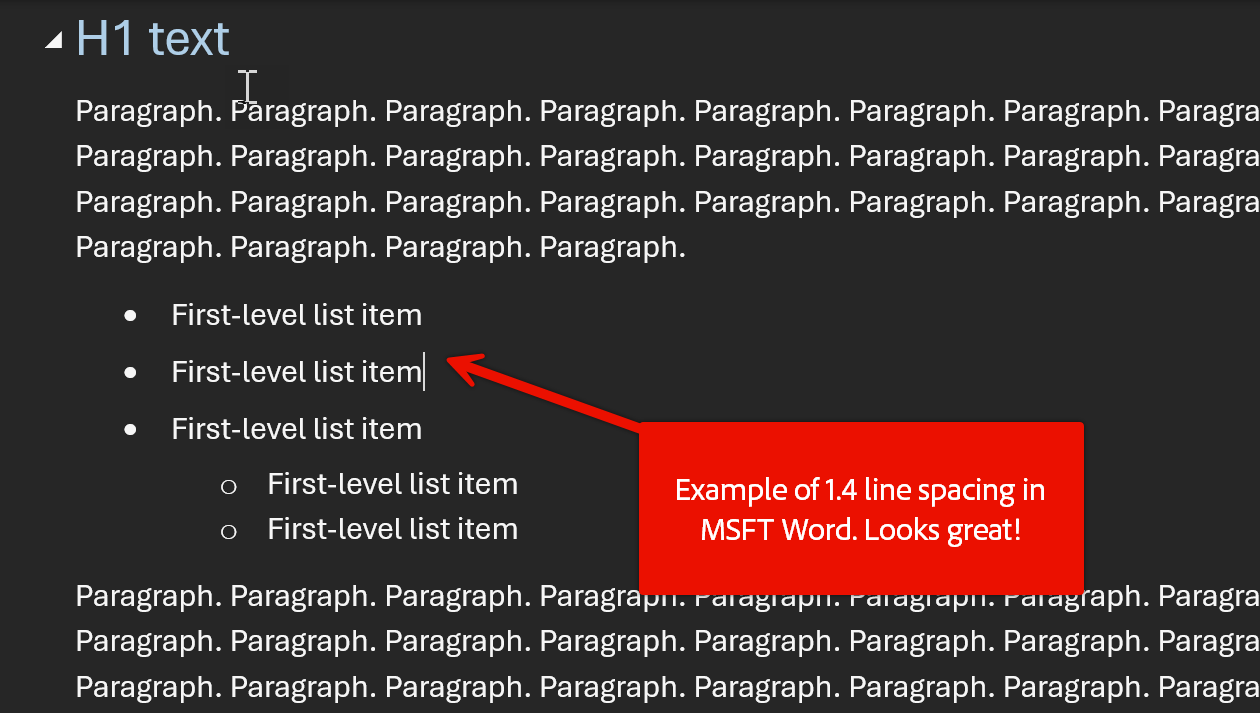 H1 text
Paragraph. Paragraph. Paragraph. Paragraph. Paragraph. Paragraph. Paragraph. Paragra
Paragraph. Paragraph. Paragraph. Paragraph. Paragraph. Paragraph. Paragraph. Paragra
Paragraph. Paragraph. Paragraph. Paragraph. Paragraph. Paragraph. Paragraph. Paragra
Paragraph. Paragraph. Paragraph. Paragraph.
• First-level list item
• First-level list item
• First-level list item
o First-level list item
o First-level list item
Example of 1.4 line spacing in
MSFT Word. Looks great!
Paragraph. Paragraph. Paragraph. Paragraph. Paragraph. Paragraph. Paragraph. Paragra
Paragraph. Paragraph. Paragraph. Paragraph. Paragraph. Paragraph. Paragraph. Paragra
Paragraph. Paragraph. Paragraph. Paragraph. Paragraph. Paragraph. Paragraph. Paragra